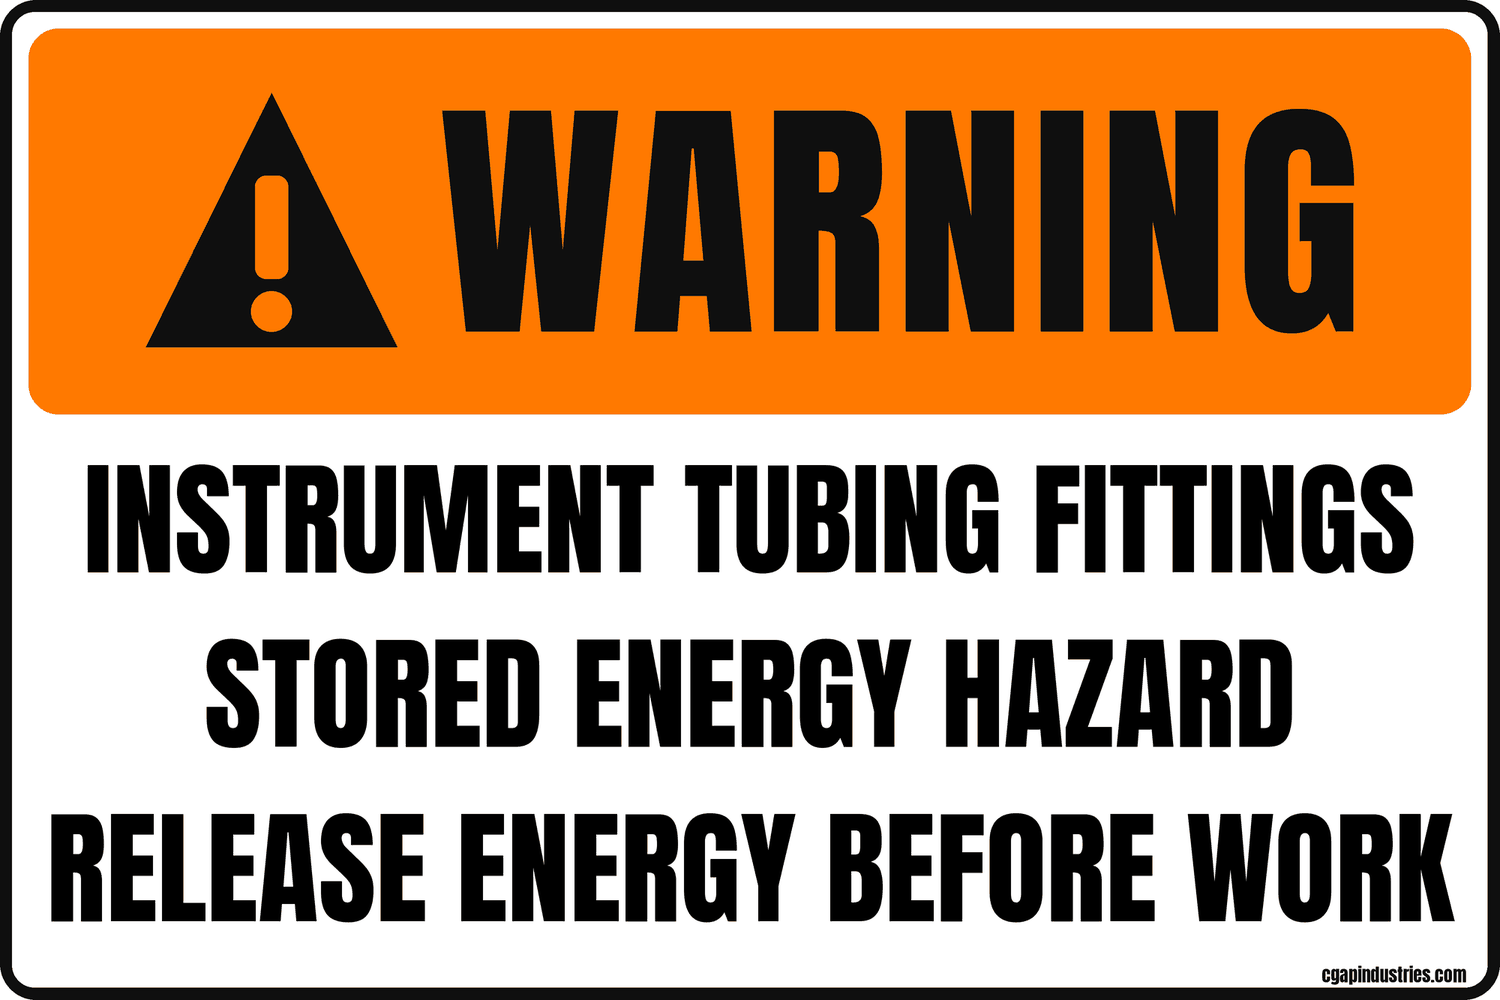 WARNING
INSTRUMENT TUBING FITTINGS
STORED ENERGY HAZARD
RELEASE ENERGY BEFORE WORK
cgapindustries.com